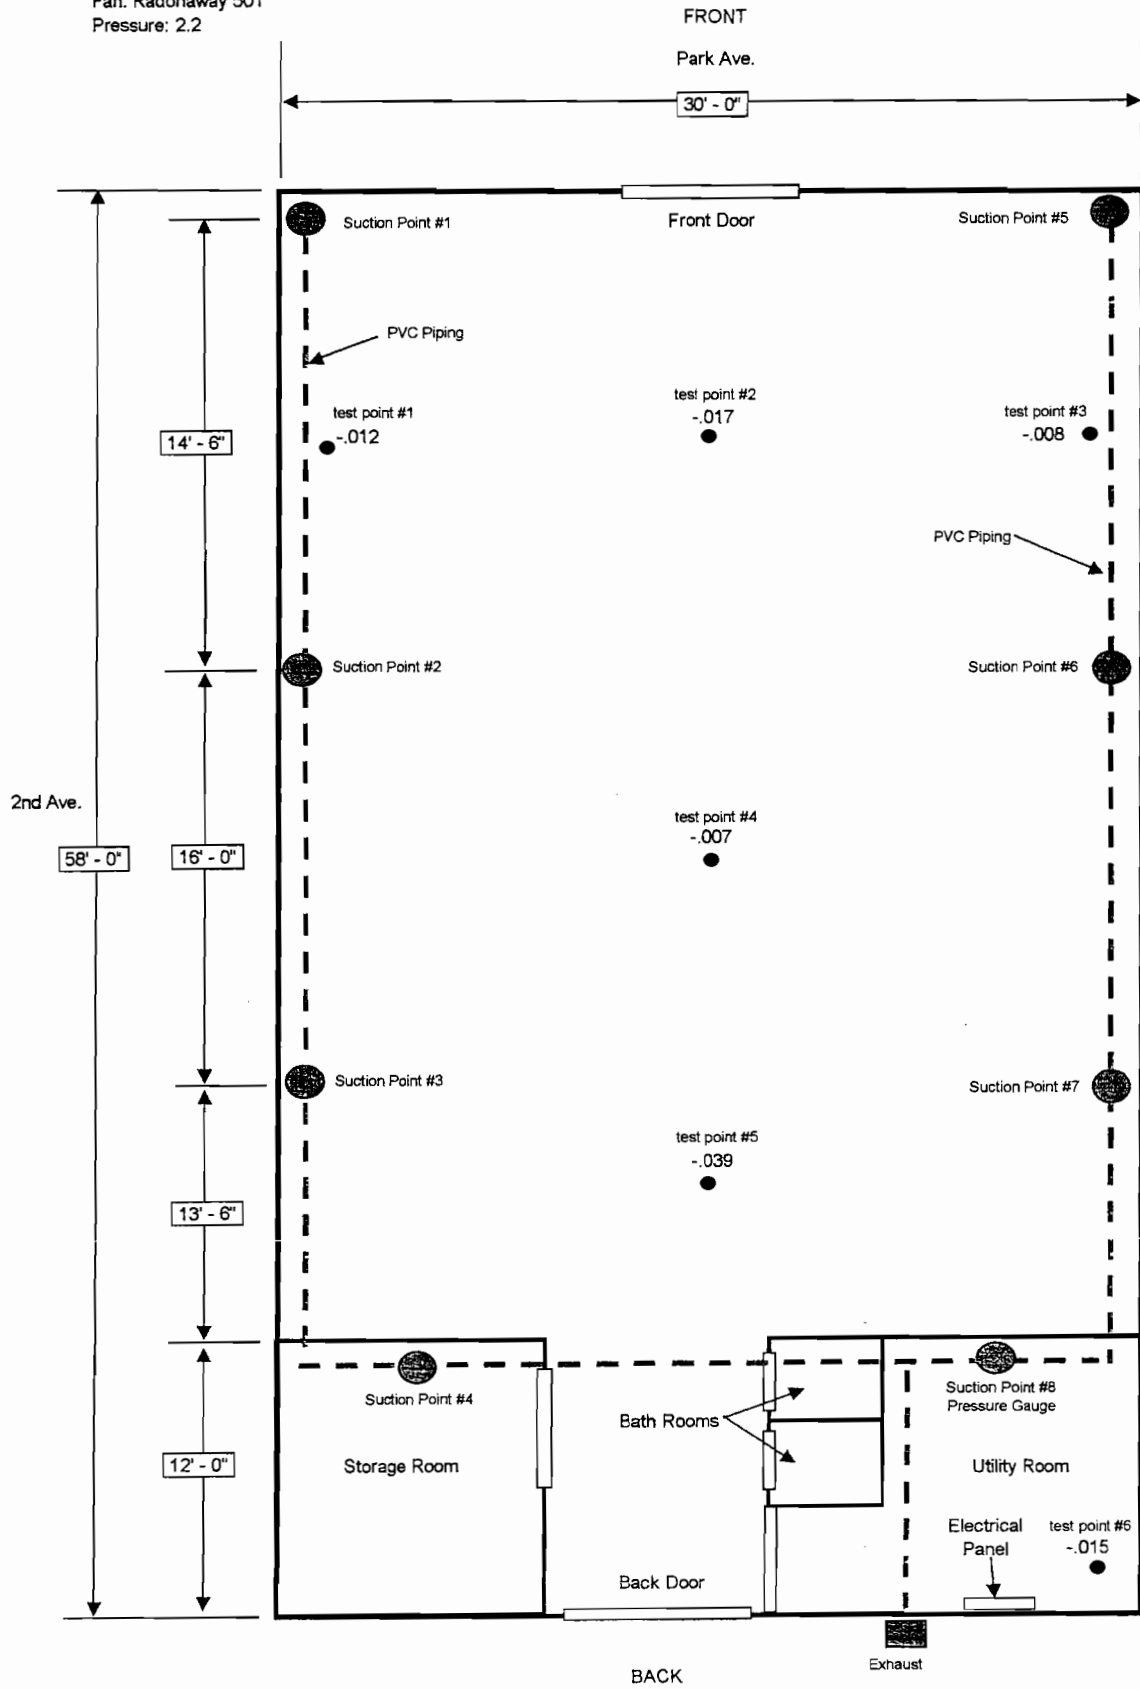 Fan: Radonaway 501
Pressure: 2.2
FRONT
Park Ave.
30' - 0"
Suction Point #1
Front Door
Suction Point #5
PVC Piping
test point #1
-.012
test point #2
-.017
test point #3
-.008
14' - 6"
PVC Piping
Suction Point #2
Suction Point #6
2nd Ave.
58' - 0"
16' - 0"
test point #4
-.007
Suction Point #3
Suction Point #7
test point #5
-.039
13' - 6"
Suction Point #4
Suction Point #8
Pressure Gauge
Bath Rooms
12' - 0"
Storage Room
Utility Room
Electrical
Panel
test point #6
-.015
Back Door
Exhaust
BACK